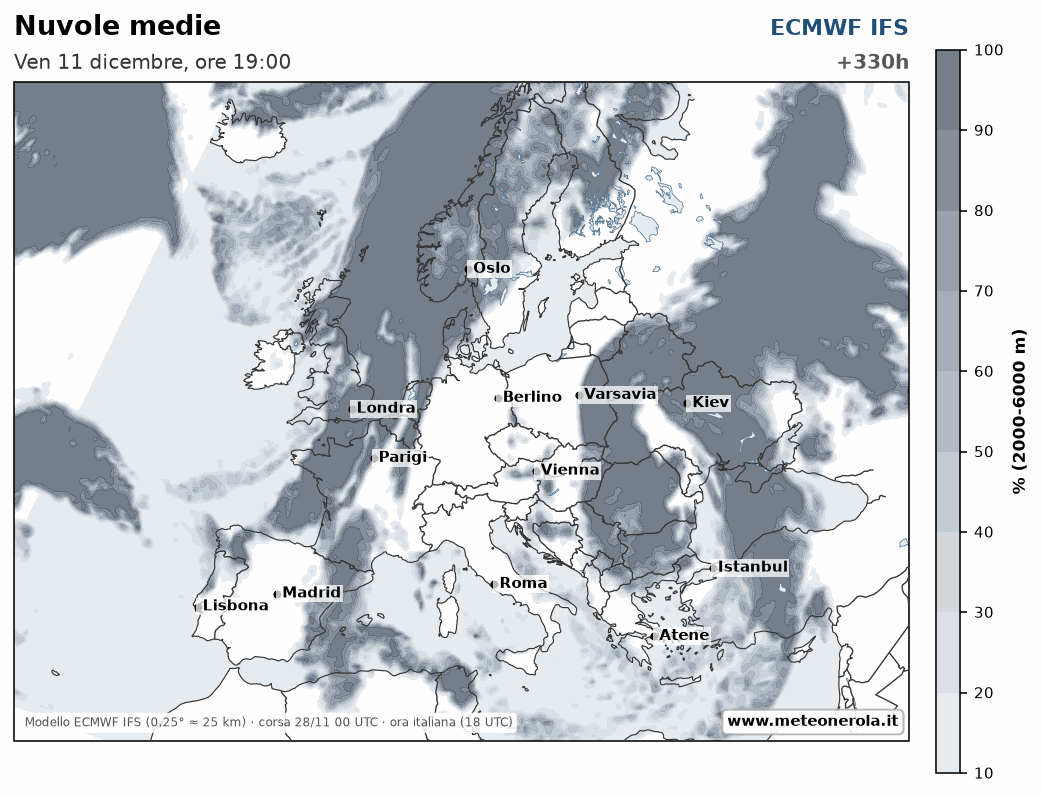 Nuvole medie
ECMWF IFS
Ven 11 dicembre, ore 19:00
+330h
Oslo
Berlino
Varsavia
Kiev
Londra
Parigi
Vienna
Istanbul
Roma
Madrid
Lisbona
Atene
Modello ECMWF IFS (0,25° ≈ 25 km) · corsa 28/11 00 UTC · ora italiana (18 UTC)
www.meteonerola.it
100
90
80
70
60
50
40
30
20
10
% (2000-6000 m)